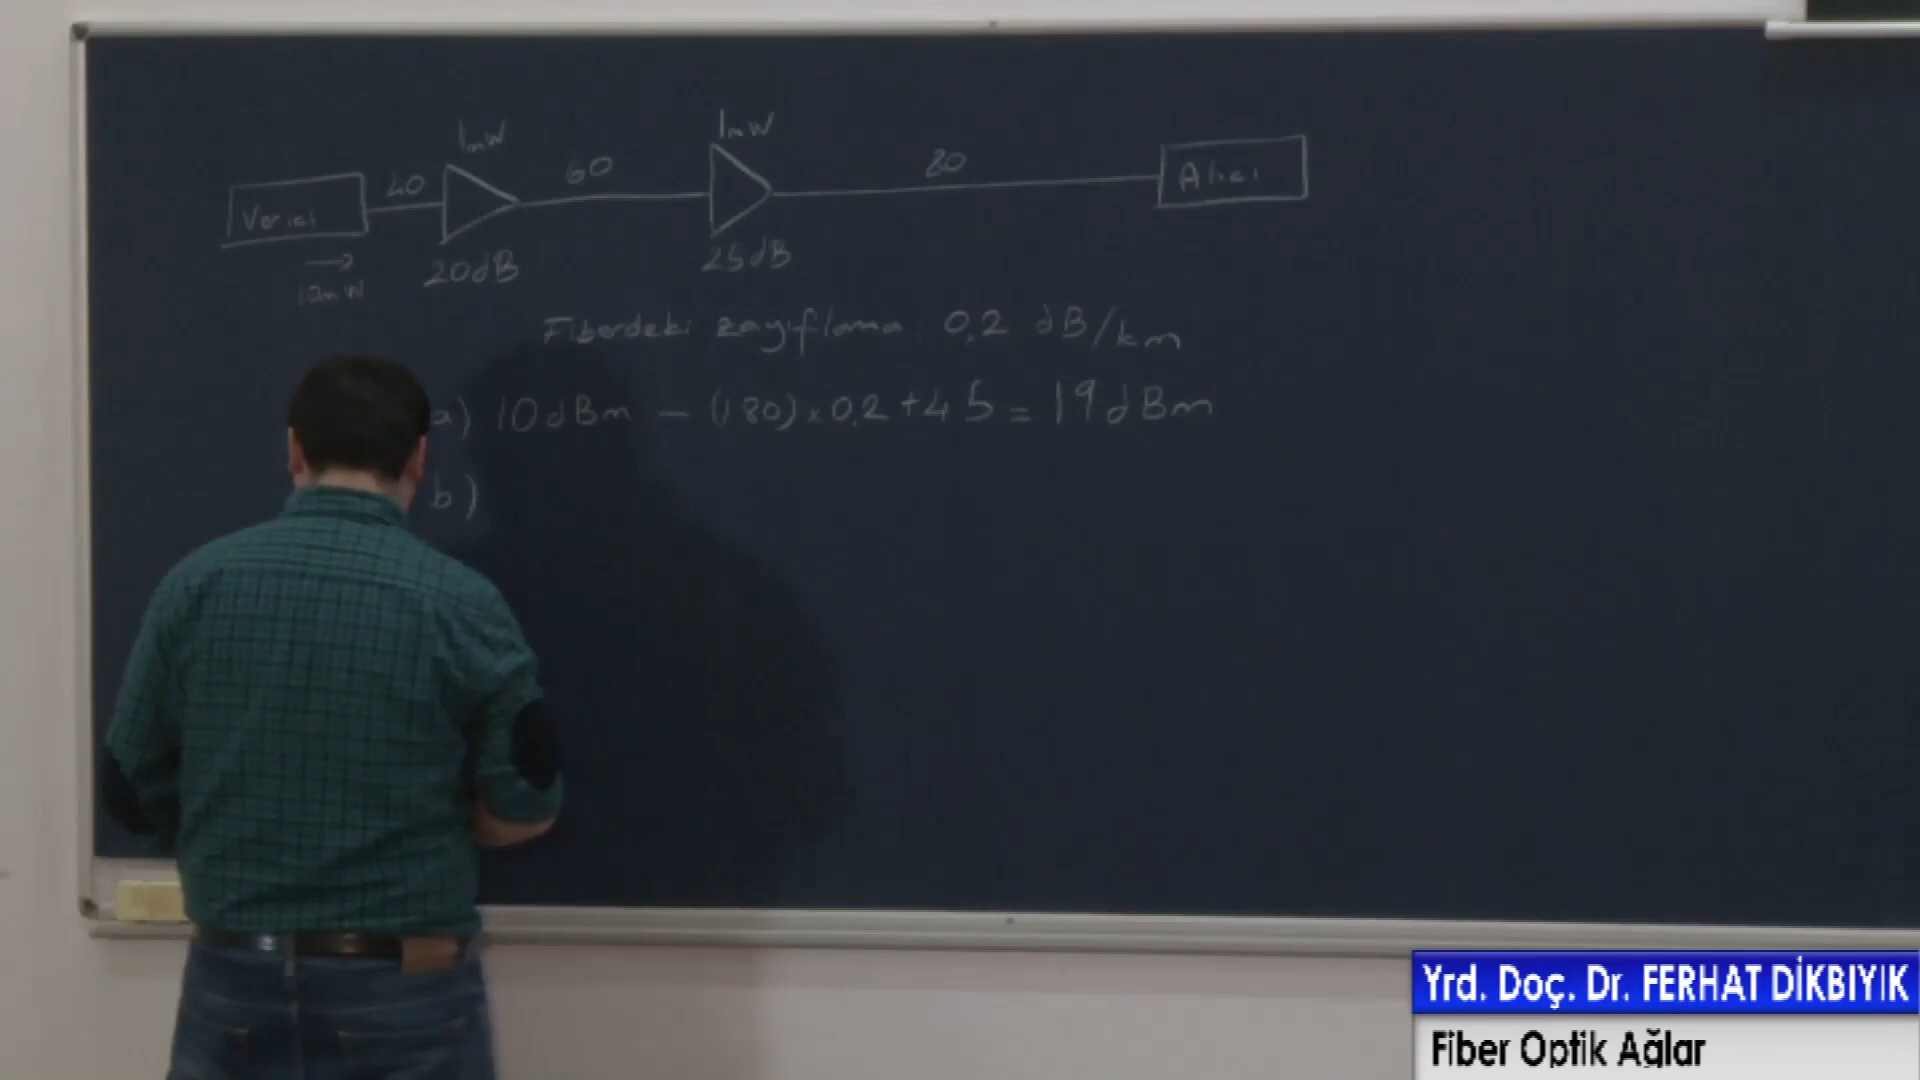 1mW
1mW
40
60
80
Verici
Alıcı
10mW
20dB
25dB
Fiberdeki zayıflama: 0,2 dB/km
a) 10dBm - (180)x0,2+45 = 19dBm
b)
Yrd. Doç. Dr. FERHAT DİKBIYIK
Fiber Optik Ağlar